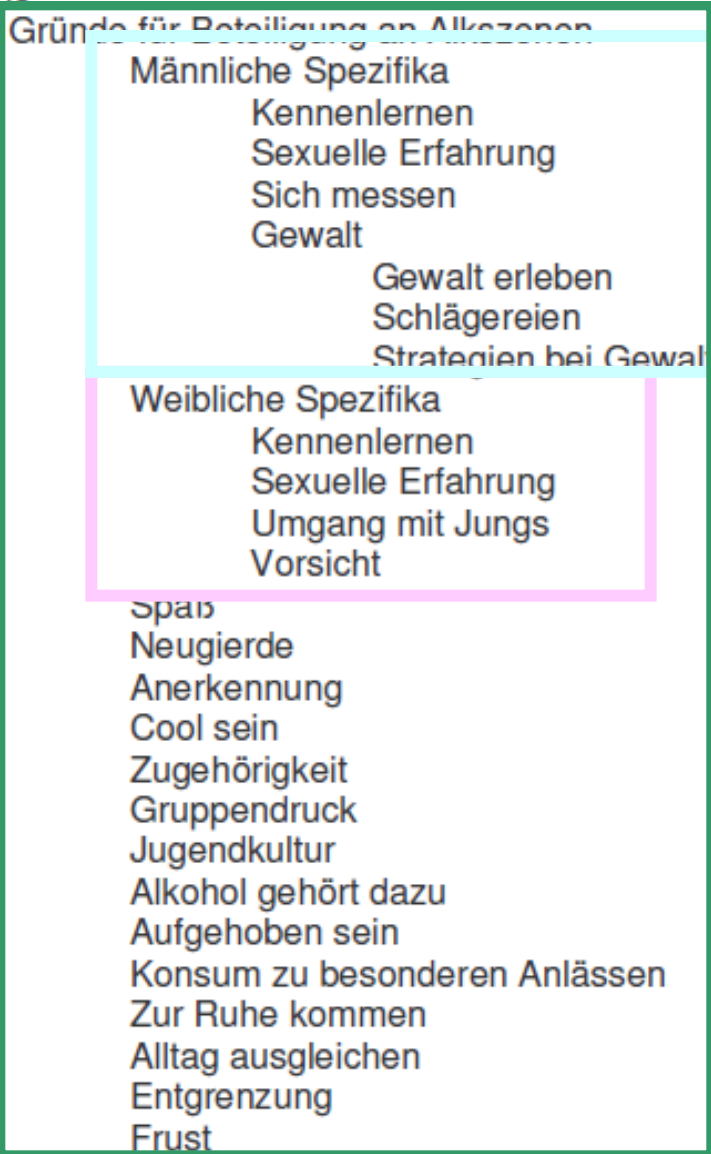 Gründe für Beteiligung an Alkszenen
Männliche Spezifika
Kennenlernen
Sexuelle Erfahrung
Sich messen
Gewalt
Gewalt erleben
Schlägereien
Strategien bei Gewalt
Weibliche Spezifika
Kennenlernen
Sexuelle Erfahrung
Umgang mit Jungs
Vorsicht
Spaß
Neugierde
Anerkennung
Cool sein
Zugehörigkeit
Gruppendruck
Jugendkultur
Alkohol gehört dazu
Aufgehoben sein
Konsum zu besonderen Anlässen
Zur Ruhe kommen
Alltag ausgleichen
Entgrenzung
Frust